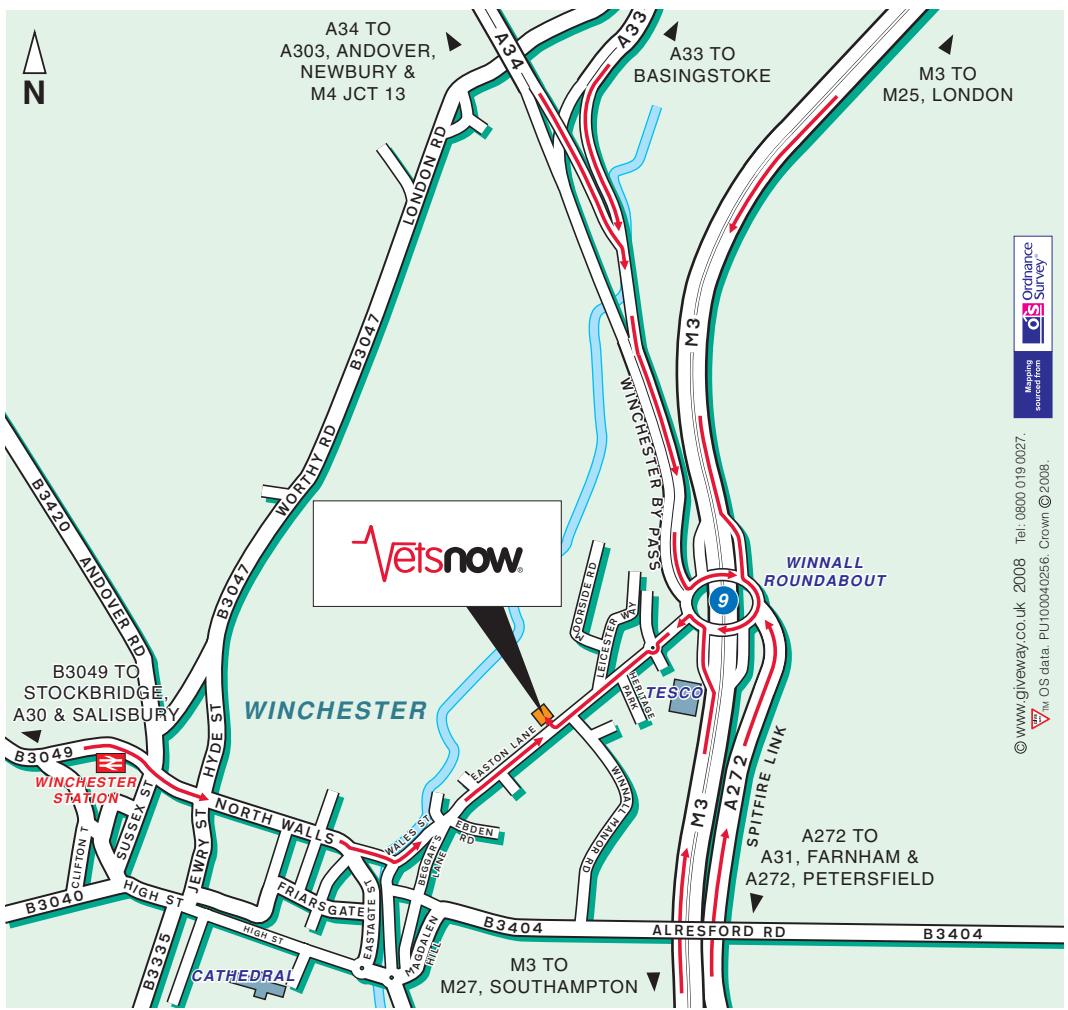 A34 TO
A303, ANDOVER,
NEWBURY &
M4 JCT 13
A34
A33
A33 TO
BASINGSTOKE
M3 TO
M25, LONDON
N
LONDON RD
B3047
WORTHY RD
B3047
M3
WINCHESTER BY PASS
Ordnance
Survey®
Mapping
sourced from
© www.giveway.co.uk 2008 Tel: 0800 019 0027.
TM OS data. PU100040256. Crown © 2008.
B3420
ANDOVER RD
Vetsnow®
WINNALL
ROUNDABOUT
9
MOORSIDE RD
LEICESTER WAY
HERITAGE
PARK
TESCO
B3049 TO
STOCKBRIDGE,
A30 & SALISBURY
WINCHESTER
B3049
WINCHESTER
STATION
HYDE ST
EASTON LANE
WINNALL MANOR RD
SUSSEX ST
CLIFTON T
NORTH WALLS
JEWRY ST
WALES ST
EBDEN
RD
BEGGAR'S
LANE
M3
A272
SPITFIRE LINK
A272 TO
A31, FARNHAM &
A272, PETERSFIELD
B3040
HIGH ST
FRIARSGATE
EASTAGTE ST
HIGH ST
MAGDALEN
HILL
B3404
ALRESFORD RD
B3404
B3335
CATHEDRAL
M3 TO
M27, SOUTHAMPTON